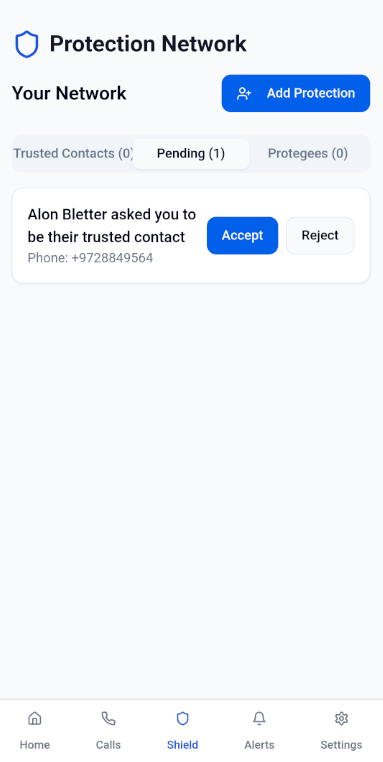 Protection Network
Your Network
Add Protection
Trusted Contacts (0)
Pending (1)
Protegees (0)
Alon Bletter asked you to
be their trusted contact
Phone: +9728849564
Accept
Reject
Home
Calls
Shield
Alerts
Settings